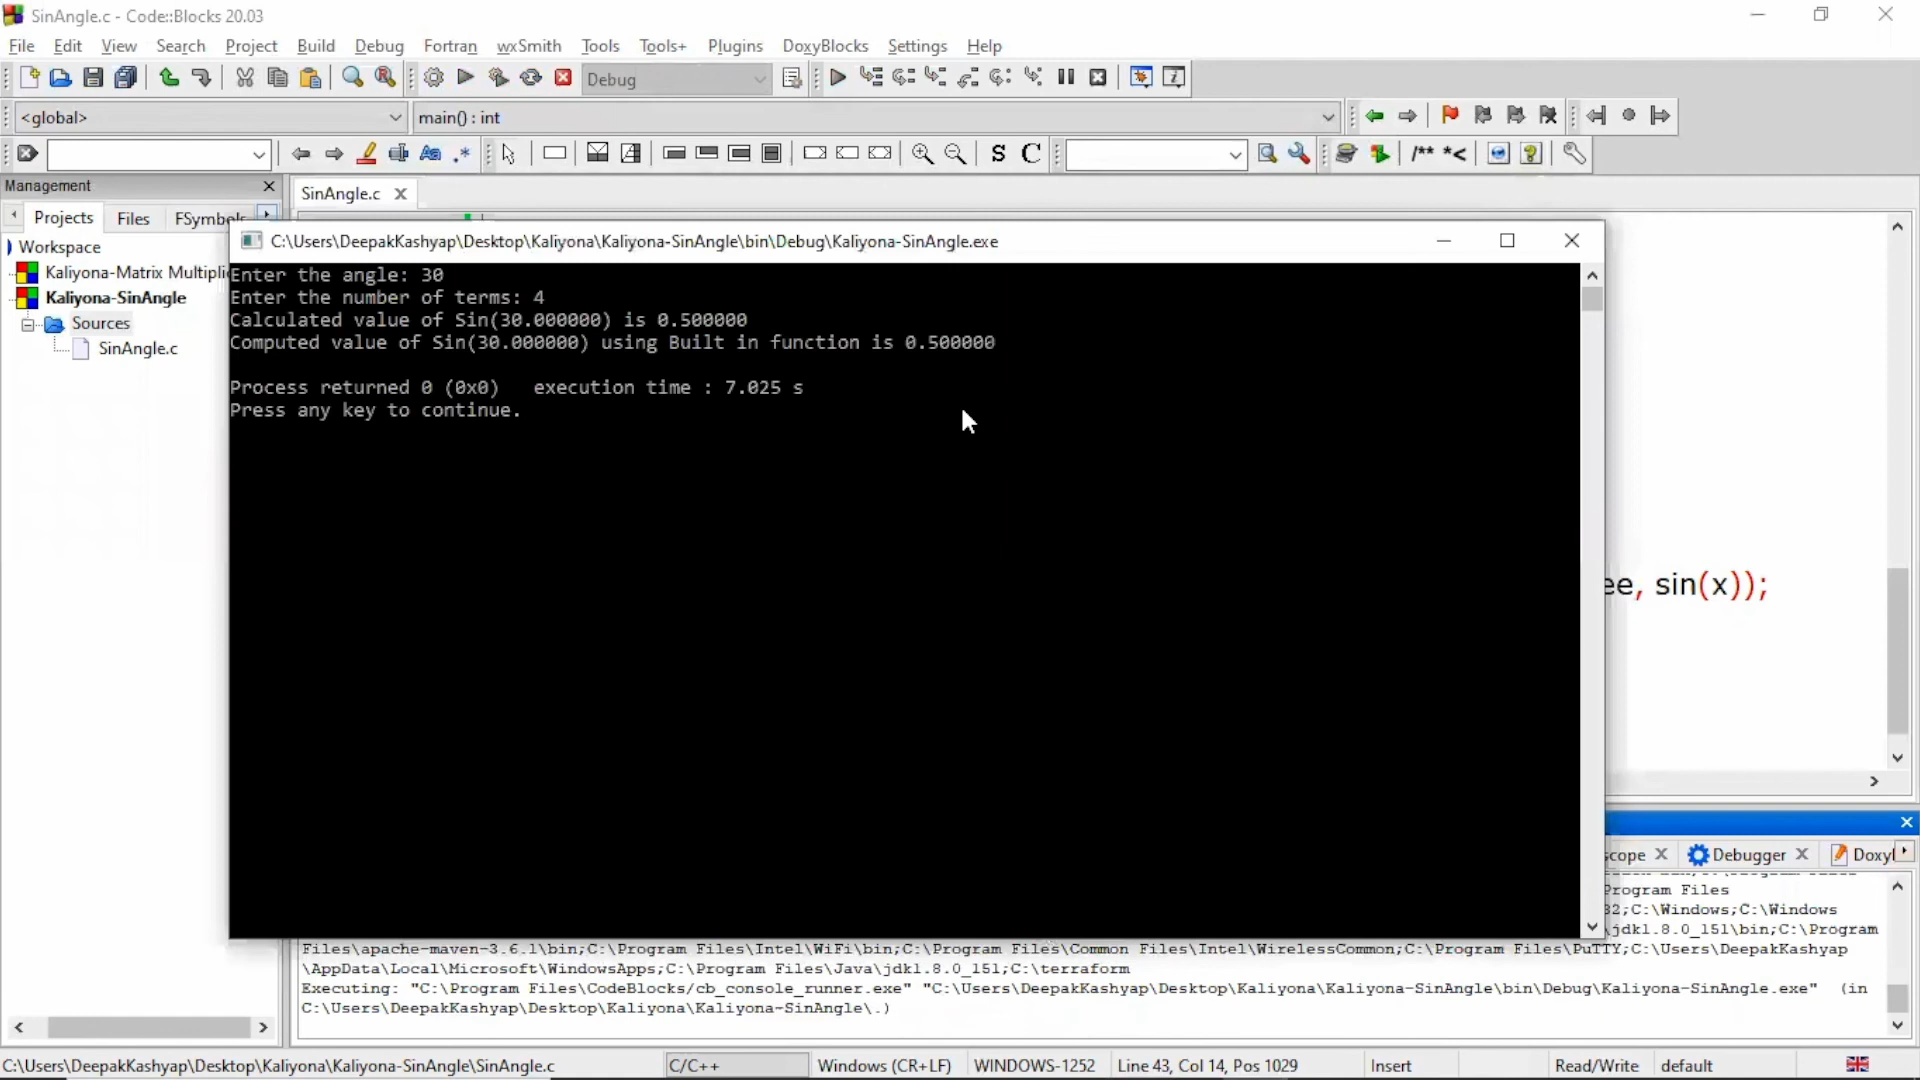 SinAngle.c - Code::Blocks 20.03
File Edit View Search Project Build Debug Fortran wxSmith Tools Tools+ Plugins DoxyBlocks Settings Help
Debug
<global> main() : int
S C /** *<
Management
SinAngle.c
Projects Files FSymbols
Workspace
Kaliyona-Matrix Multipli
Kaliyona-SinAngle
Sources
SinAngle.c
C:\Users\DeepakKashyap\Desktop\Kaliyona\Kaliyona-SinAngle\bin\Debug\Kaliyona-SinAngle.exe
Enter the angle: 30
Enter the number of terms: 4
Calculated value of Sin(30.000000) is 0.500000
Computed value of Sin(30.000000) using Built in function is 0.500000
Process returned 0 (0x0) execution time : 7.025 s
Press any key to continue.
ee, sin(x));
scope Debugger Doxyl
Program Files
32;C:\Windows;C:\Windows
\jdk1.8.0_151\bin;C:\Program
Files\apache-maven-3.6.1\bin;C:\Program Files\Intel\WiFi\bin;C:\Program Files\Common Files\Intel\WirelessCommon;C:\Program Files\PuTTY;C:\Users\DeepakKashyap
\AppData\Local\Microsoft\WindowsApps;C:\Program Files\Java\jdk1.8.0_151;C:\terraform
Executing: "C:\Program Files\CodeBlocks/cb_console_runner.exe" "C:\Users\DeepakKashyap\Desktop\Kaliyona\Kaliyona-SinAngle\bin\Debug\Kaliyona-SinAngle.exe" (in
C:\Users\DeepakKashyap\Desktop\Kaliyona\Kaliyona-SinAngle\.)
C:\Users\DeepakKashyap\Desktop\Kaliyona\Kaliyona-SinAngle\SinAngle.c C/C++ Windows (CR+LF) WINDOWS-1252 Line 43, Col 14, Pos 1029 Insert Read/Write default